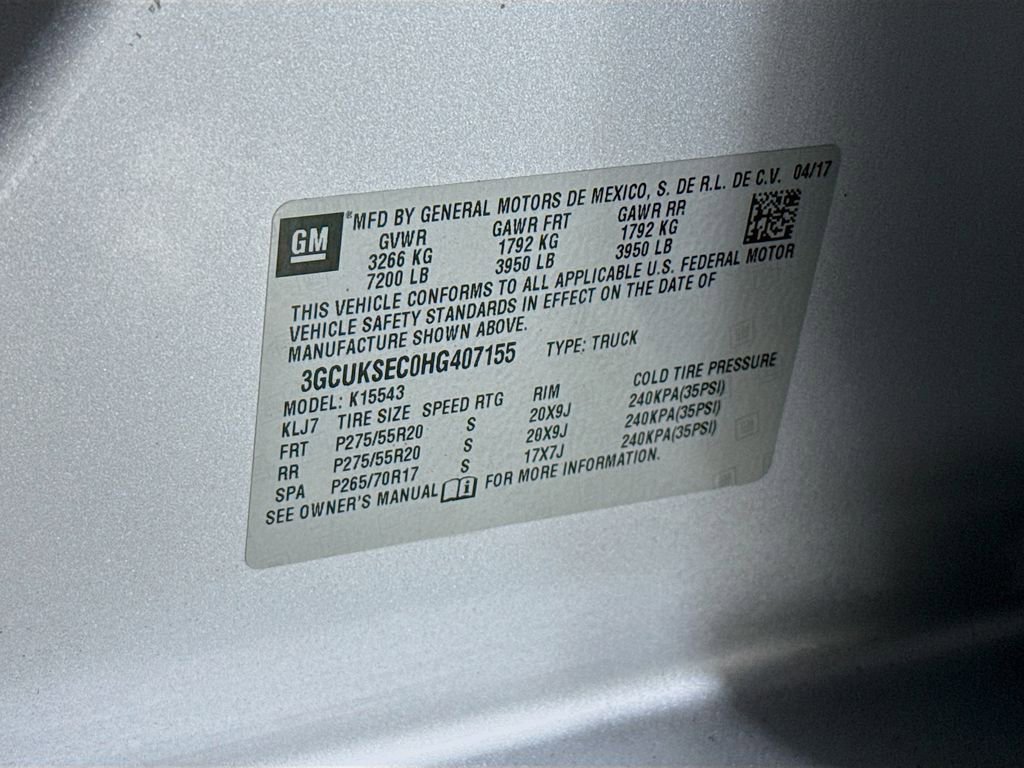 GM ® MFD BY GENERAL MOTORS DE MEXICO, S. DE R.L. DE C.V. 04/17
GVWR GAWR FRT GAWR RR
3266 KG 1792 KG 1792 KG
7200 LB 3950 LB 3950 LB
THIS VEHICLE CONFORMS TO ALL APPLICABLE U.S. FEDERAL MOTOR
VEHICLE SAFETY STANDARDS IN EFFECT ON THE DATE OF
MANUFACTURE SHOWN ABOVE.
3GCUKSEC0HG407155 TYPE: TRUCK
MODEL: K15543
KLJ7 TIRE SIZE SPEED RTG RIM COLD TIRE PRESSURE
FRT P275/55R20 S 20X9J 240KPA(35PSI)
RR P275/55R20 S 20X9J 240KPA(35PSI)
SPA P265/70R17 S 17X7J 240KPA(35PSI)
SEE OWNER'S MANUAL i FOR MORE INFORMATION.